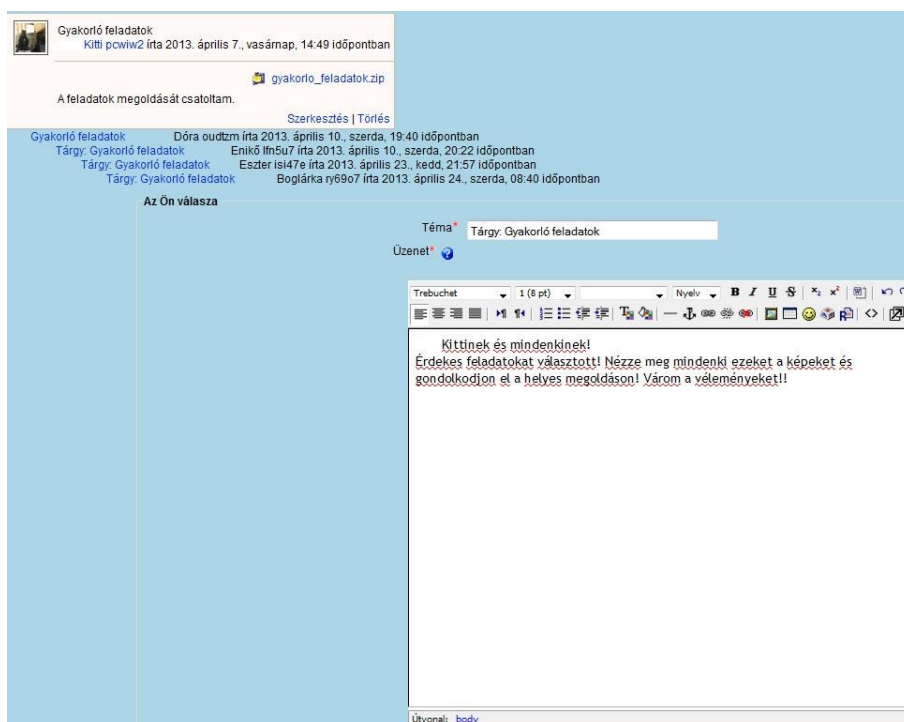 Gyakorló feladatok
Kitti pcwiw2 írta 2013. április 7., vasárnap, 14:49 időpontban
gyakorlo_feladatok.zip
A feladatok megoldását csatoltam.
Szerkesztés | Törlés
Gyakorló feladatok Dóra oudtzm írta 2013. április 10., szerda, 19:40 időpontban
Tárgy: Gyakorló feladatok Enikő lfn5u7 írta 2013. április 10., szerda, 20:22 időpontban
Tárgy: Gyakorló feladatok Eszter isi47e írta 2013. április 23., kedd, 21:57 időpontban
Tárgy: Gyakorló feladatok Boglárka ry69o7 írta 2013. április 24., szerda, 08:40 időpontban
Az Ön válasza
Téma* Tárgy: Gyakorló feladatok
Üzenet*
Trebuchet 1 (8 pt) Nyelv B I U S x₂ x²
Kittinek és mindenkinek!
Érdekes feladatokat választott! Nézze meg mindenki ezeket a képeket és
gondolkodjon el a helyes megoldáson! Várom a véleményeket!!
Útvonal: body